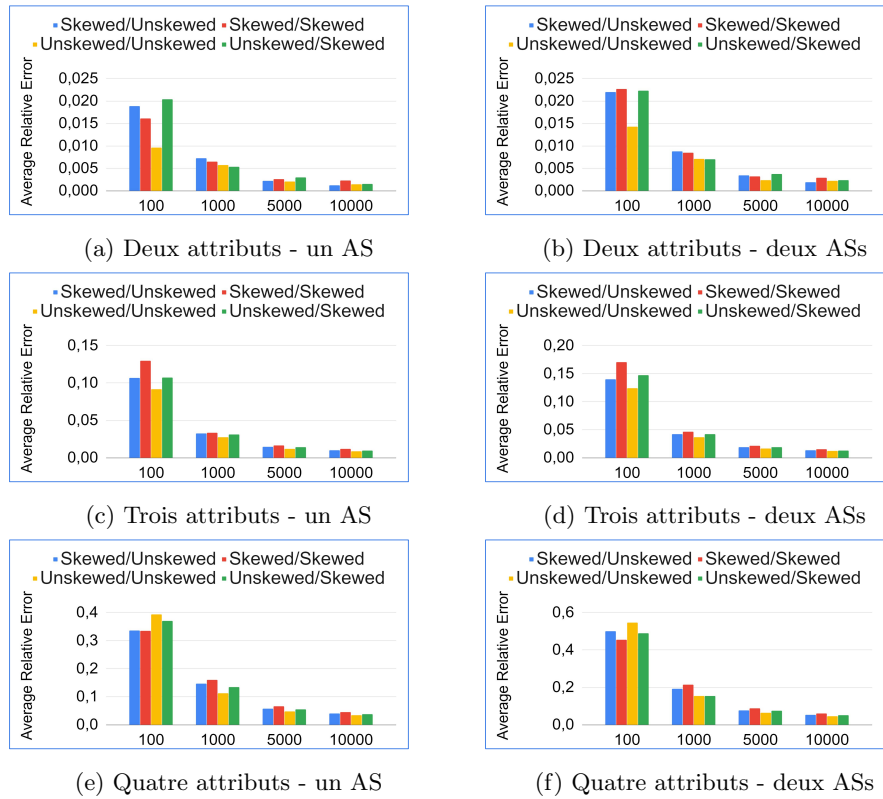 Skewed/Unskewed Skewed/Skewed
Unskewed/Unskewed Unskewed/Skewed
Average Relative Error
0,025
0,020
0,015
0,010
0,005
0,000
100 1000 5000 10000
(a) Deux attributs - un AS
Skewed/Unskewed Skewed/Skewed
Unskewed/Unskewed Unskewed/Skewed
Average Relative Error
0,025
0,020
0,015
0,010
0,005
0,000
100 1000 5000 10000
(b) Deux attributs - deux ASs
Skewed/Unskewed Skewed/Skewed
Unskewed/Unskewed Unskewed/Skewed
Average Relative Error
0,15
0,10
0,05
0,00
100 1000 5000 10000
(c) Trois attributs - un AS
Skewed/Unskewed Skewed/Skewed
Unskewed/Unskewed Unskewed/Skewed
Average Relative Error
0,20
0,15
0,10
0,05
0,00
100 1000 5000 10000
(d) Trois attributs - deux ASs
Skewed/Unskewed Skewed/Skewed
Unskewed/Unskewed Unskewed/Skewed
Average Relative Error
0,4
0,3
0,2
0,1
0,0
100 1000 5000 10000
(e) Quatre attributs - un AS
Skewed/Unskewed Skewed/Skewed
Unskewed/Unskewed Unskewed/Skewed
Average Relative Error
0,6
0,4
0,2
0,0
100 1000 5000 10000
(f) Quatre attributs - deux ASs